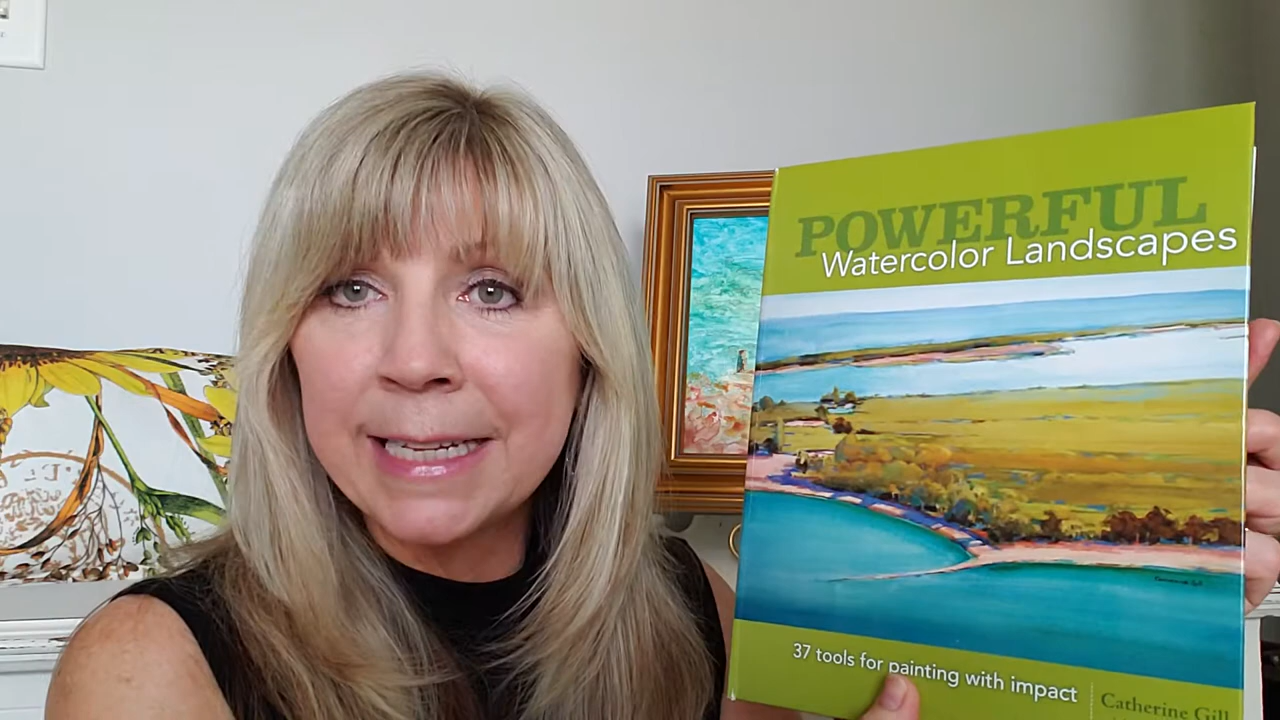 POWERFUL
Watercolor Landscapes
37 tools for painting with impact
Catherine Gill